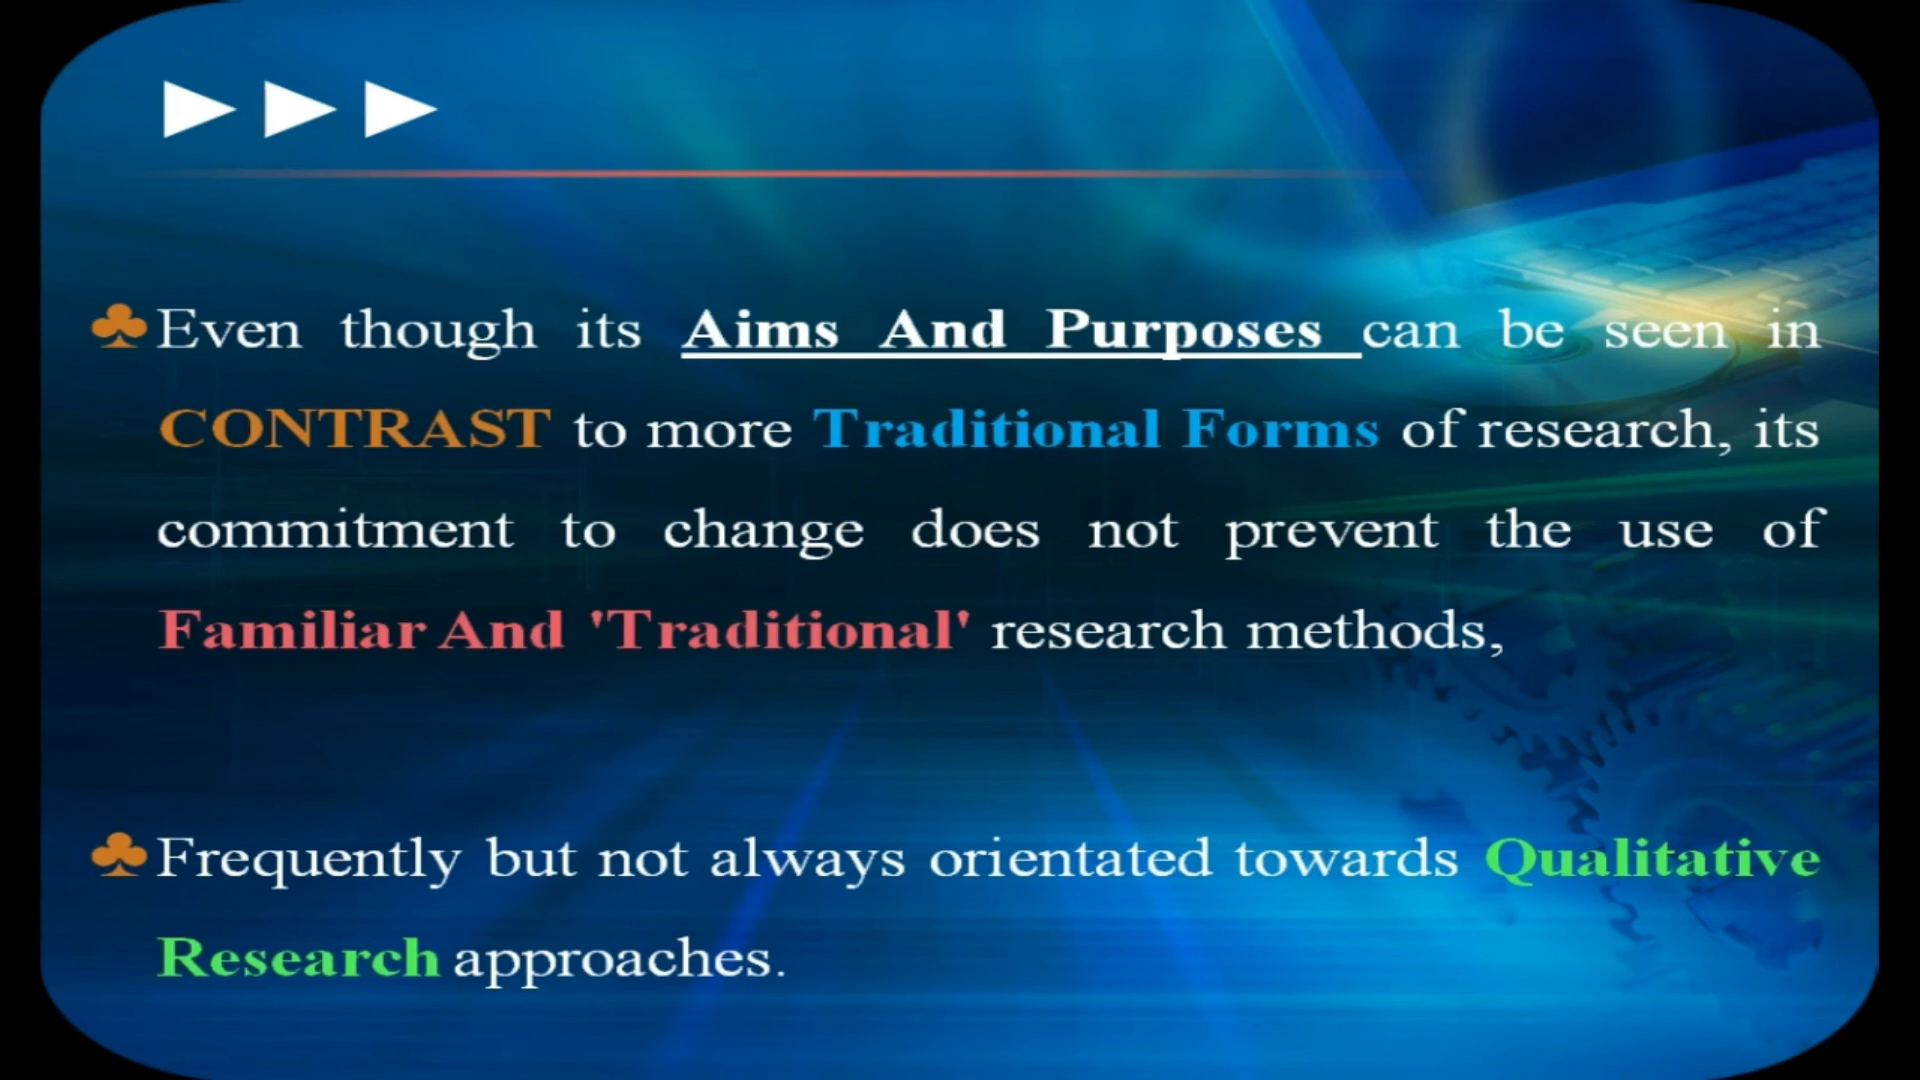 Even though its Aims And Purposes can be seen in
CONTRAST to more Traditional Forms of research, its
commitment to change does not prevent the use of
Familiar And 'Traditional' research methods,
Frequently but not always orientated towards Qualitative
Research approaches.